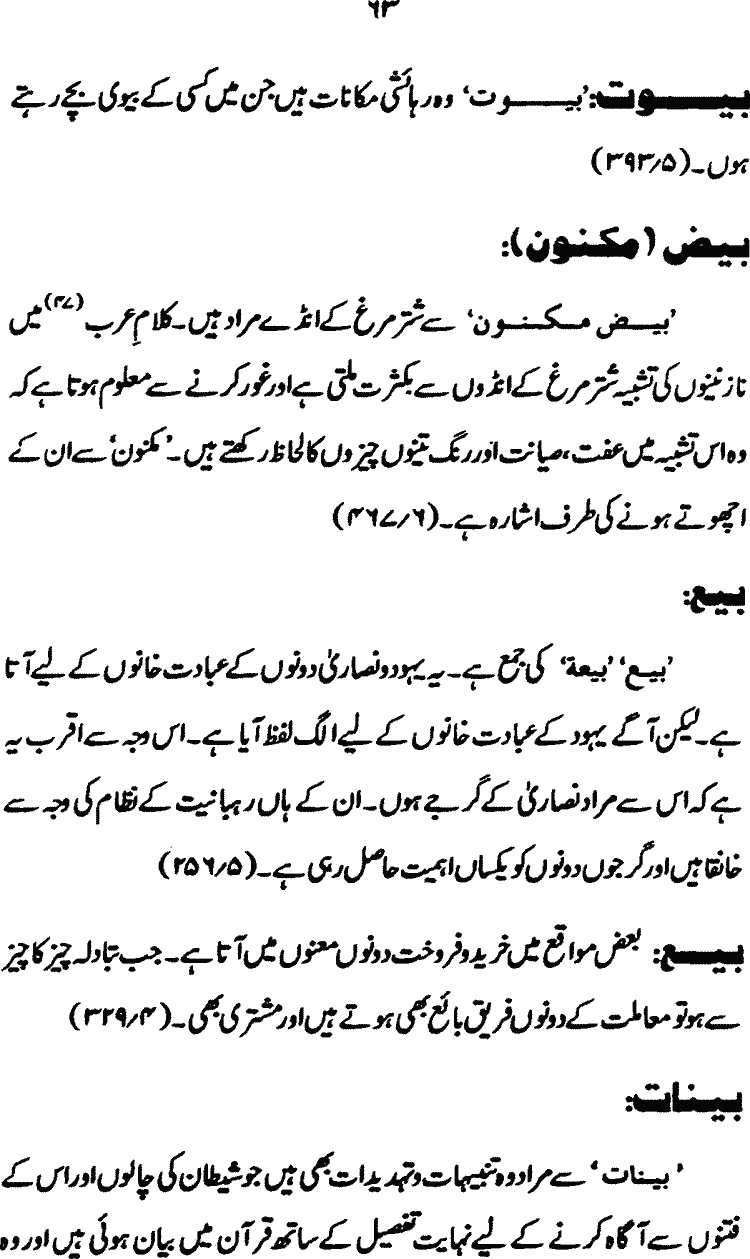 ۶۳
بیوت: ’بیوت‘ وہ رہائشی مکانات ہیں جن میں کسی کے بیوی بچے رہتے
ہوں۔ (۳۹۳/۵)
بیض (مکنون):
’بیض مکنون‘ سے شتر مرغ کے انڈے مراد ہیں۔ کلامِ عرب (۴۷) میں
نازنینوں کی تشبیہ شتر مرغ کے انڈوں سے بکثرت ملتی ہے اور غور کرنے سے معلوم ہوتا ہے کہ
وہ اس تشبیہ میں عفت، صیانت اور رنگ تینوں چیزوں کا لحاظ رکھتے ہیں۔ ’مکنون‘ سے ان کے
اچھوتے ہونے کی طرف اشارہ ہے۔ (۴۶۷/۶)
بیع:
’بیع‘ ’بیعة‘ کی جمع ہے۔ یہ یہود و نصاریٰ دونوں کے عبادت خانوں کے لیے آتا
ہے۔ لیکن آگے یہود کے عبادت خانوں کے لیے الگ لفظ آیا ہے۔ اس وجہ سے اقرب یہ
ہے کہ اس سے مراد نصاریٰ کے گرجے ہوں۔ ان کے ہاں رہبانیت کے نظام کی وجہ سے
خانقاہیں اور گرجوں دونوں کو یکساں اہمیت حاصل رہی ہے۔ (۲۵۶/۵)
بیع: بعض مواقع میں خرید و فروخت دونوں معنوں میں آتا ہے۔ جب تبادلہ چیز کا چیز
سے ہو تو معاملت کے دونوں فریق بائع بھی ہوتے ہیں اور مشتری بھی۔ (۳۲۹/۴)
بینات:
’بینات‘ سے مراد وہ تنبیہات و تہدیدات بھی ہیں جو شیطان کی چالوں اور اس کے
فتنوں سے آگاہ کرنے کے لیے نہایت تفصیل کے ساتھ قرآن میں بیان ہوئی ہیں اور وہ